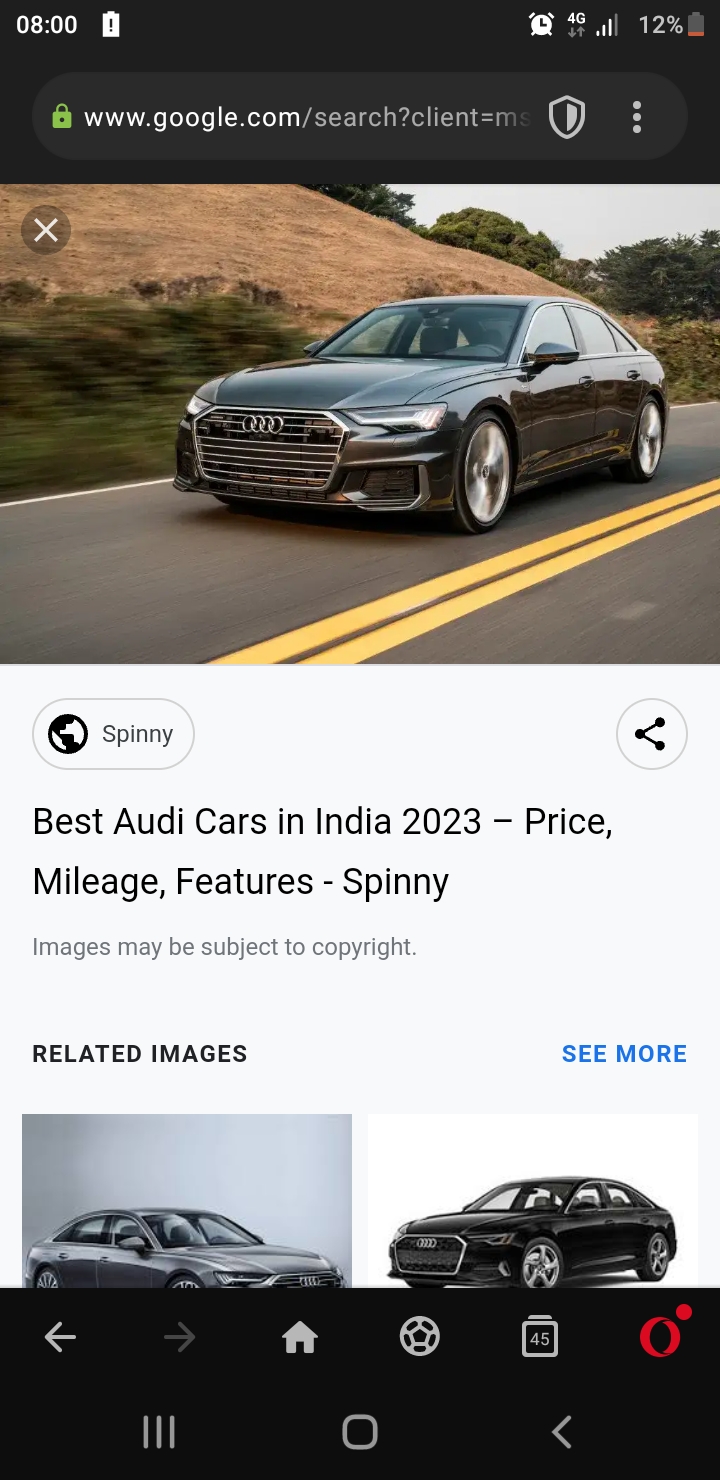 08:00
4G
12%
www.google.com/search?client=ms
Spinny
Best Audi Cars in India 2023 – Price,
Mileage, Features - Spinny
Images may be subject to copyright.
RELATED IMAGES
SEE MORE
45